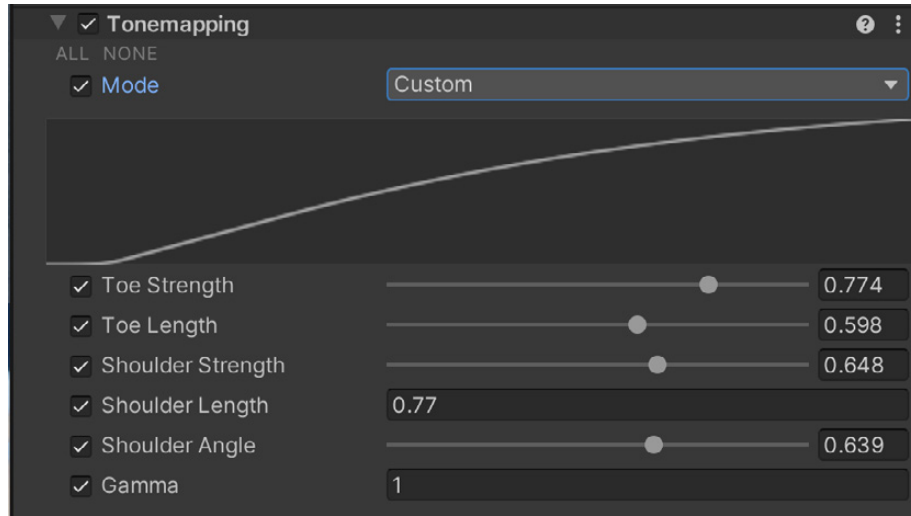 Tonemapping
ALL NONE
Mode Custom
Toe Strength 0.774
Toe Length 0.598
Shoulder Strength 0.648
Shoulder Length 0.77
Shoulder Angle 0.639
Gamma 1